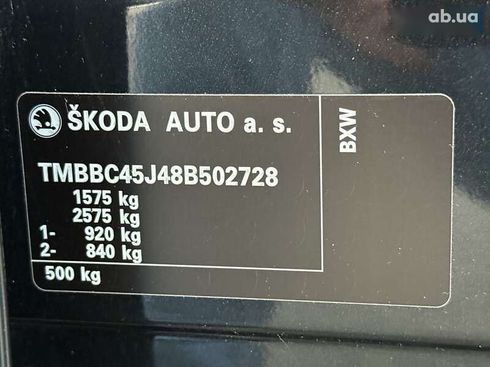 ab.ua
ŠKODA AUTO a. s.
BXW
TMBBC45J48B502728
1575 kg
2575 kg
1- 920 kg
2- 840 kg
500 kg